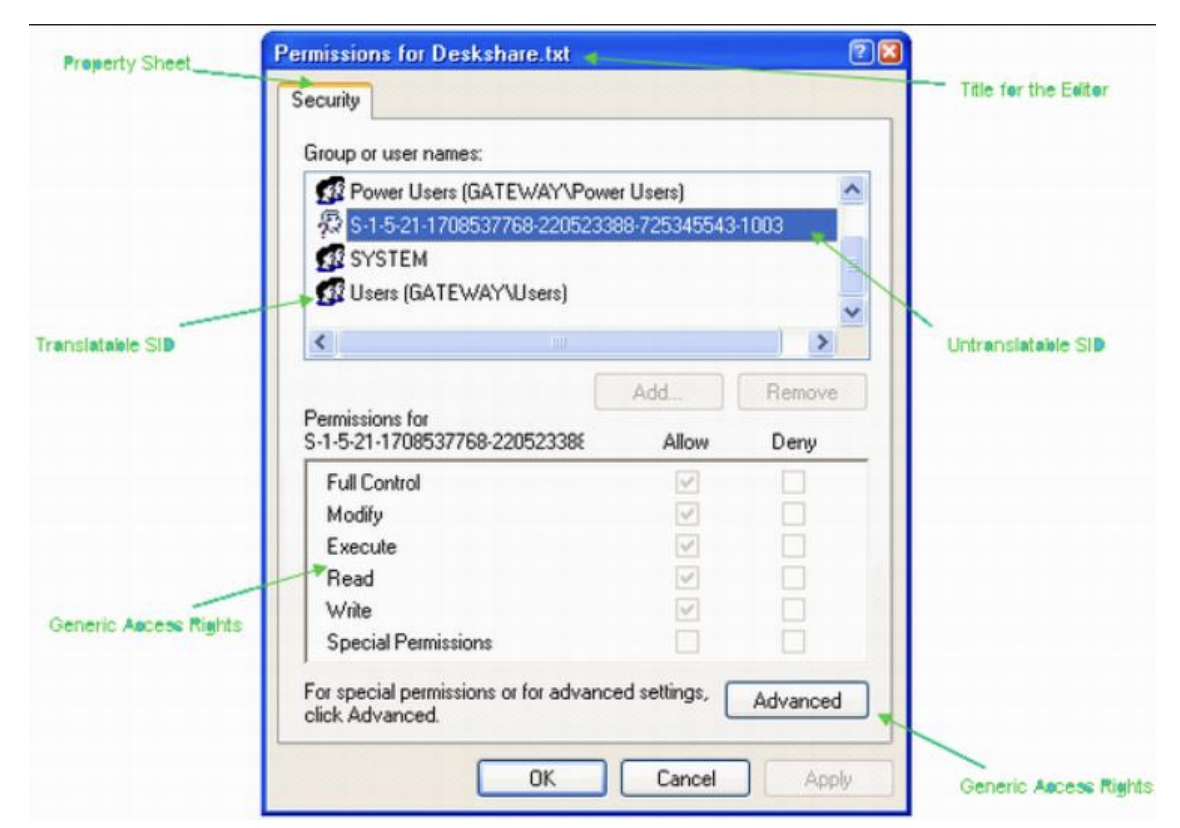 Permissions for Deskshare.txt
Property Sheet
Title for the Editor
Security
Group or user names:
Power Users (GATEWAY\Power Users)
S-1-5-21-1708537768-220523388-725345543-1003
SYSTEM
Users (GATEWAY\Users)
Translatable SID
Untranslatable SID
Add...
Remove
Permissions for
S-1-5-21-1708537768-22052338
Allow
Deny
Full Control
Modify
Execute
Read
Write
Special Permissions
Generic Access Rights
For special permissions or for advanced settings,
click Advanced.
Advanced
OK
Cancel
Apply
Generic Access Rights